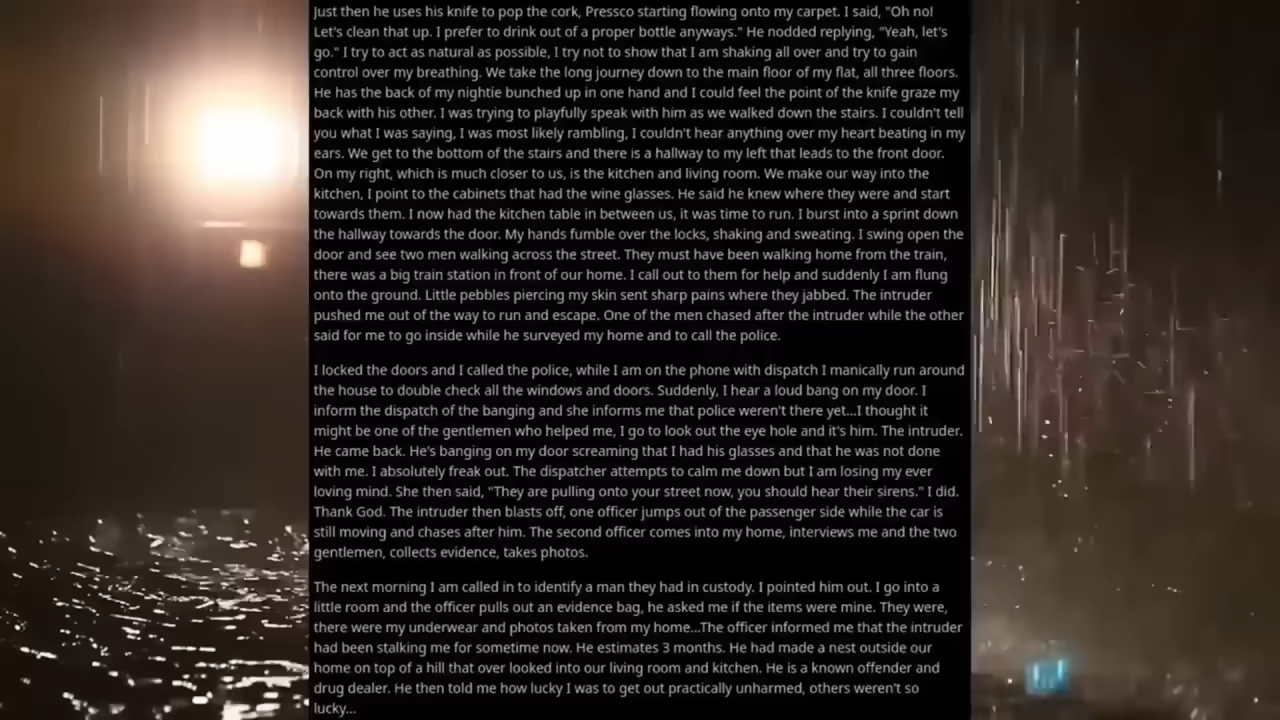 Just then he uses his knife to pop the cork, Pressco starting flowing onto my carpet. I said, "Oh no!
Let's clean that up. I prefer to drink out of a proper bottle anyways." He nodded replying, "Yeah, let's
go." I try to act as natural as possible, I try not to show that I am shaking all over and try to gain
control over my breathing. We take the long journey down to the main floor of my flat, all three floors.
He has the back of my nightie bunched up in one hand and I could feel the point of the knife graze my
back with his other. I was trying to playfully speak with him as we walked down the stairs. I couldn't tell
you what I was saying, I was most likely rambling, I couldn't hear anything over my heart beating in my
ears. We get to the bottom of the stairs and there is a hallway to my left that leads to the front door.
On my right, which is much closer to us, is the kitchen and living room. We make our way into the
kitchen, I point to the cabinets that had the wine glasses. He said he knew where they were and start
towards them. I now had the kitchen table in between us, it was time to run. I burst into a sprint down
the hallway towards the door. My hands fumble over the locks, shaking and sweating. I swing open the
door and see two men walking across the street. They must have been walking home from the train,
there was a big train station in front of our home. I call out to them for help and suddenly I am flung
onto the ground. Little pebbles piercing my skin sent sharp pains where they jabbed. The intruder
pushed me out of the way to run and escape. One of the men chased after the intruder while the other
said for me to go inside while he surveyed my home and to call the police.
I locked the doors and I called the police, while I am on the phone with dispatch I manically run around
the house to double check all the windows and doors. Suddenly, I hear a loud bang on my door. I
inform the dispatch of the banging and she informs me that police weren't there yet...I thought it
might be one of the gentlemen who helped me, I go to look out the eye hole and it's him. The intruder.
He came back. He's banging on my door screaming that I had his glasses and that he was not done
with me. I absolutely freak out. The dispatcher attempts to calm me down but I am losing my ever
loving mind. She then said, "They are pulling onto your street now, you should hear their sirens." I did.
Thank God. The intruder then blasts off, one officer jumps out of the passenger side while the car is
still moving and chases after him. The second officer comes into my home, interviews me and the two
gentlemen, collects evidence, takes photos.
The next morning I am called in to identify a man they had in custody. I pointed him out. I go into a
little room and the officer pulls out an evidence bag, he asked me if the items were mine. They were,
there were my underwear and photos taken from my home...The officer informed me that the intruder
had been stalking me for sometime now. He estimates 3 months. He had made a nest outside our
home on top of a hill that over looked into our living room and kitchen. He is a known offender and
drug dealer. He then told me how lucky I was to get out practically unharmed, others weren't so
lucky...